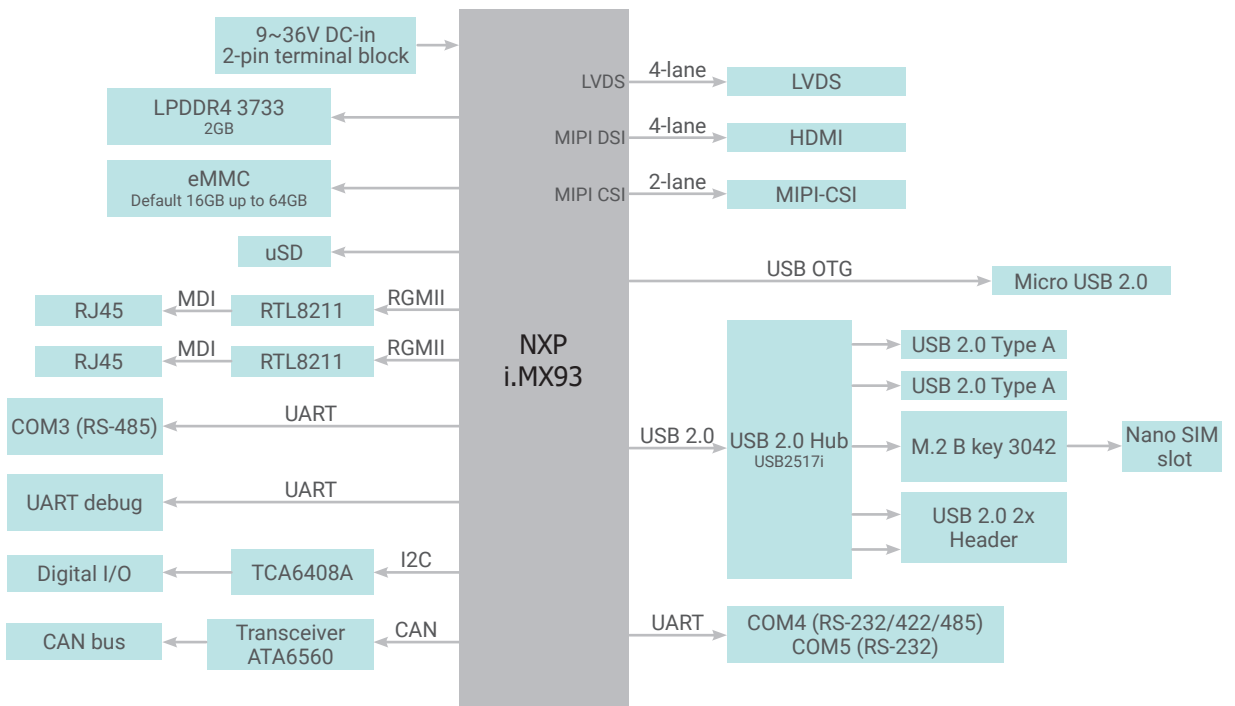 9~36V DC-in
2-pin terminal block
LPDDR4 3733
2GB
eMMC
Default 16GB up to 64GB
uSD
RJ45
MDI
RTL8211
RGMII
RJ45
MDI
RTL8211
RGMII
COM3 (RS-485)
UART
UART debug
UART
Digital I/O
TCA6408A
I2C
CAN bus
Transceiver
ATA6560
CAN
NXP
i.MX93
LVDS
4-lane
LVDS
MIPI DSI
4-lane
HDMI
MIPI CSI
2-lane
MIPI-CSI
USB OTG
Micro USB 2.0
USB 2.0
USB 2.0 Hub
USB2517i
USB 2.0 Type A
USB 2.0 Type A
M.2 B key 3042
Nano SIM
slot
USB 2.0 2x
Header
UART
COM4 (RS-232/422/485)
COM5 (RS-232)